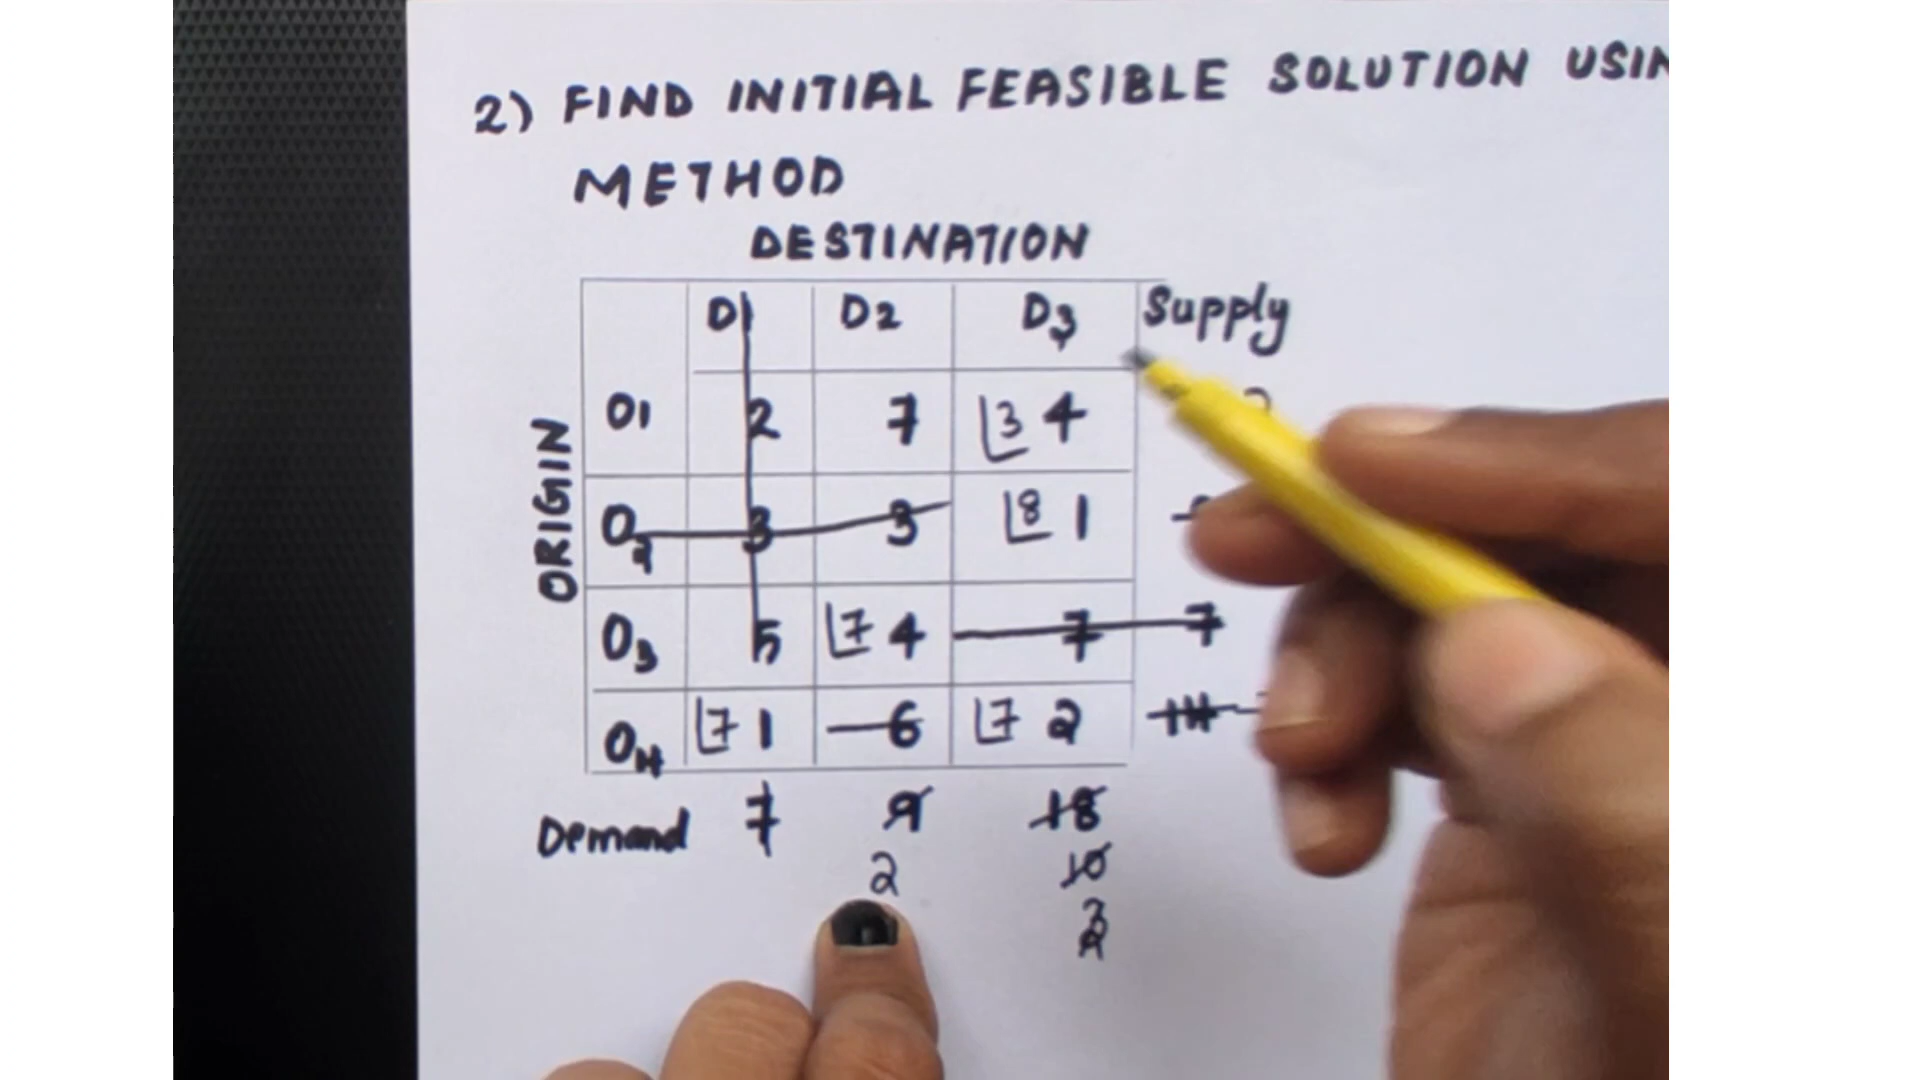 2) FIND INITIAL FEASIBLE SOLUTION
METHOD
DESTINATION
D1 D2 D3 Supply
ORIGIN
O1 2 7 3 4
O2 3 3 8 1
O3 5 7 4 7 7
O4 7 1 6 7 2 14
Demand 7 9 18
2 10